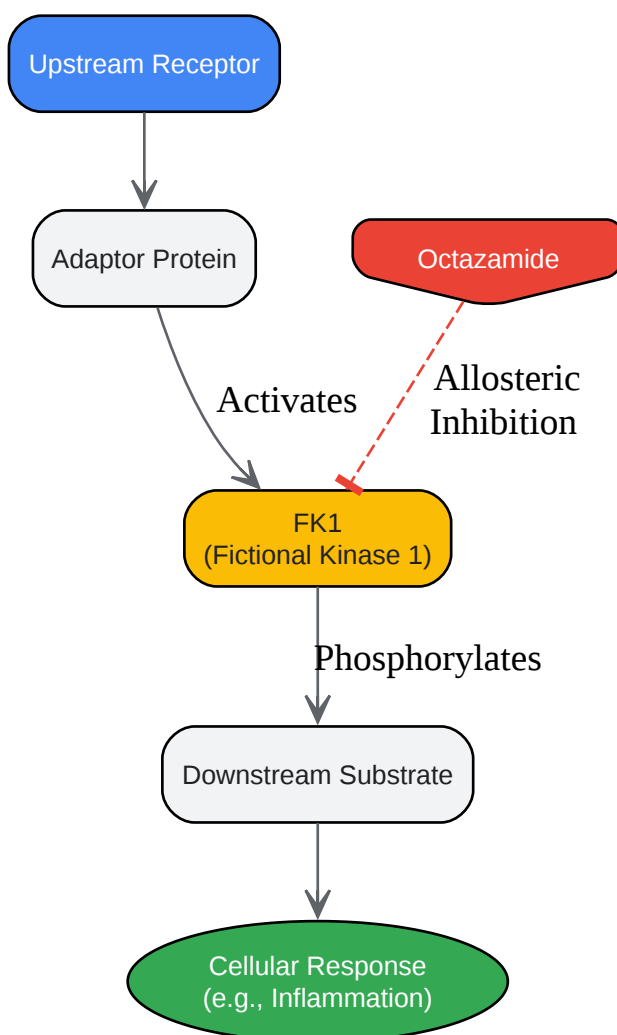 Upstream Receptor
Adaptor Protein
Octazamide
Activates
Allosteric
Inhibition
FK1
(Fictional Kinase 1)
Phosphorylates
Downstream Substrate
Cellular Response
(e.g., Inflammation)